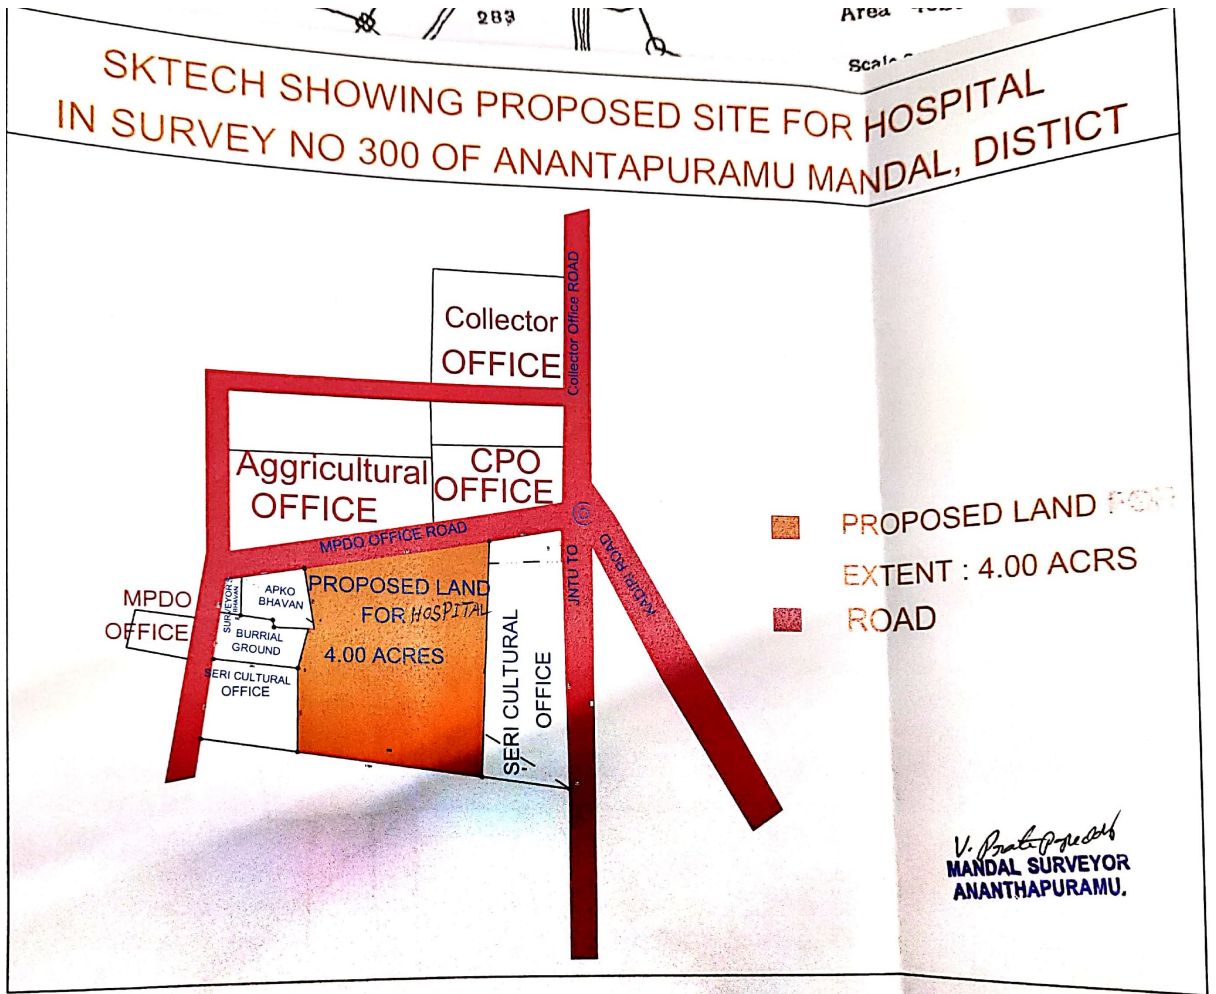 283
Area
Scale
SKTECH SHOWING PROPOSED SITE FOR HOSPITAL
IN SURVEY NO 300 OF ANANTAPURAMU MANDAL, DISTICT
Collector Office ROAD
Collector
OFFICE
Aggricultural
OFFICE
CPO
OFFICE
MPDO OFFICE ROAD
JNTU TO
KADIRI ROAD
MPDO
OFFICE
SURVEYOR
BHAVAN
APKO
BHAVAN
BURRIAL
GROUND
SERI CULTURAL
OFFICE
PROPOSED LAND
FOR HOSPITAL
4.00 ACRES
SERI CULTURAL
OFFICE
PROPOSED LAND
EXTENT : 4.00 ACRS
ROAD
MANDAL SURVEYOR
ANANTHAPURAMU.